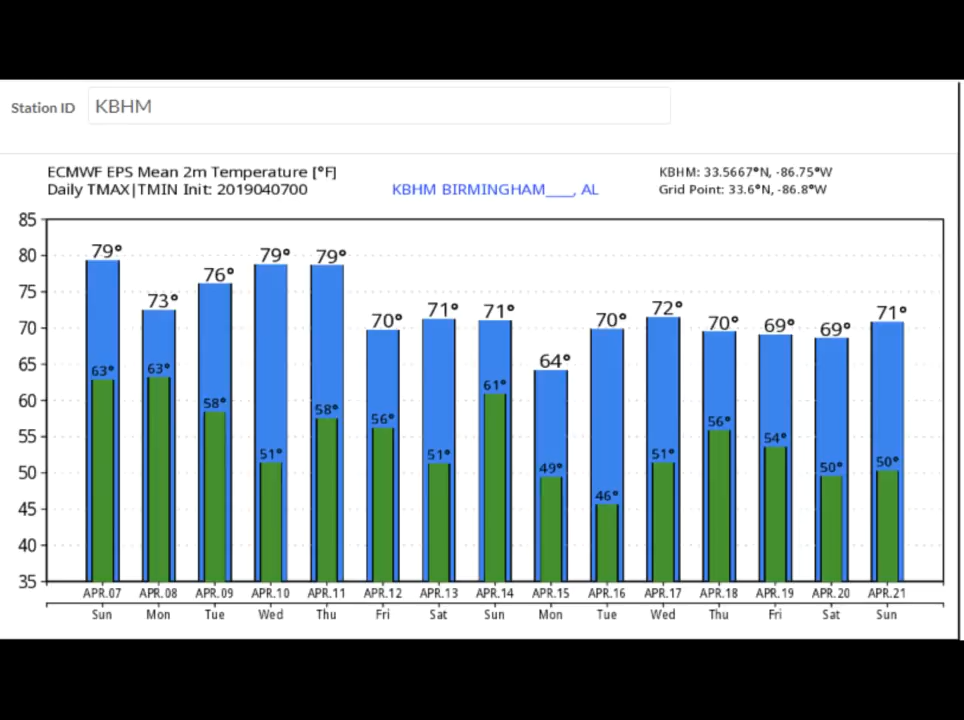 Station ID KBHM
ECMWF EPS Mean 2m Temperature [°F]
Daily TMAX|TMIN Init: 2019040700
KBHM BIRMINGHAM____, AL
KBHM: 33.5667°N, -86.75°W
Grid Point: 33.6°N, -86.8°W
85
80
75
70
65
60
55
50
45
40
35
79° 73° 76° 79° 79° 70° 71° 71° 64° 70° 72° 70° 69° 69° 71°
63° 63° 58° 51° 58° 56° 51° 61° 49° 46° 51° 56° 54° 50° 50°
APR.07 APR.08 APR.09 APR.10 APR.11 APR.12 APR.13 APR.14 APR.15 APR.16 APR.17 APR.18 APR.19 APR.20 APR.21
Sun Mon Tue Wed Thu Fri Sat Sun Mon Tue Wed Thu Fri Sat Sun